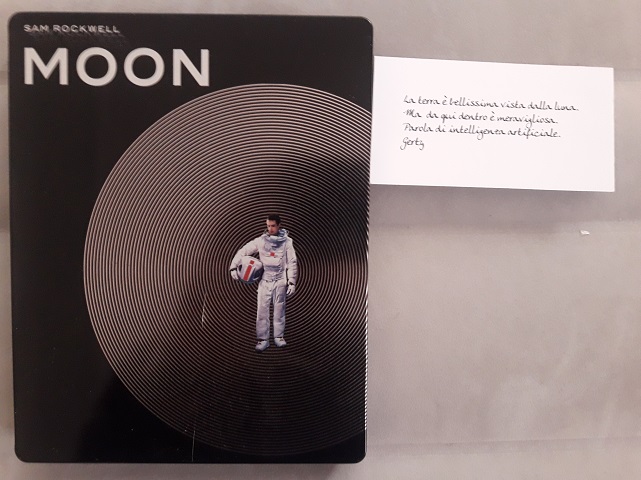 SAM ROCKWELL
MOON
La terra è bellissima vista dalla luna.
-Ma da qui dentro è meravigliosa.
Parola di intelligenza artificiale.
Gerty